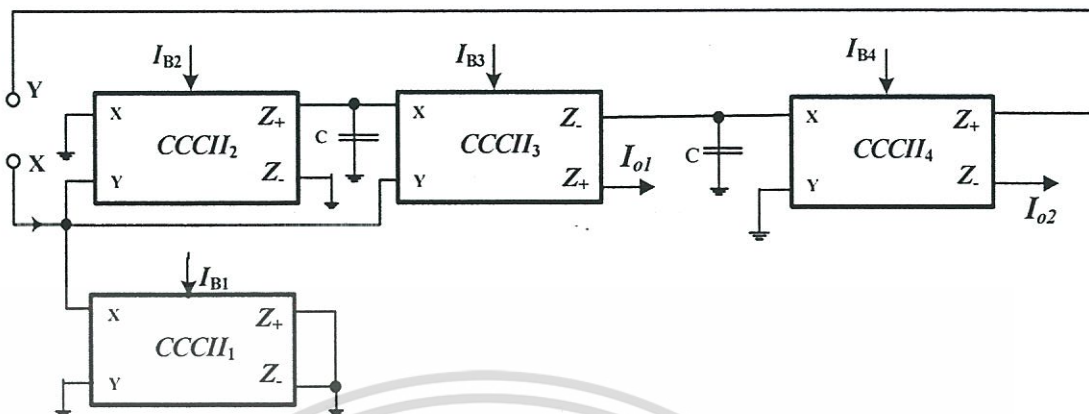 I_B2
I_B3
I_B4
Y
X
X
Y
CCCII₂
Z+
Z-
C
X
Y
CCCII₃
Z-
Z+
I_o1
C
X
Y
CCCII₄
Z+
Z-
I_o2
I_B1
X
Y
CCCII₁
Z+
Z-